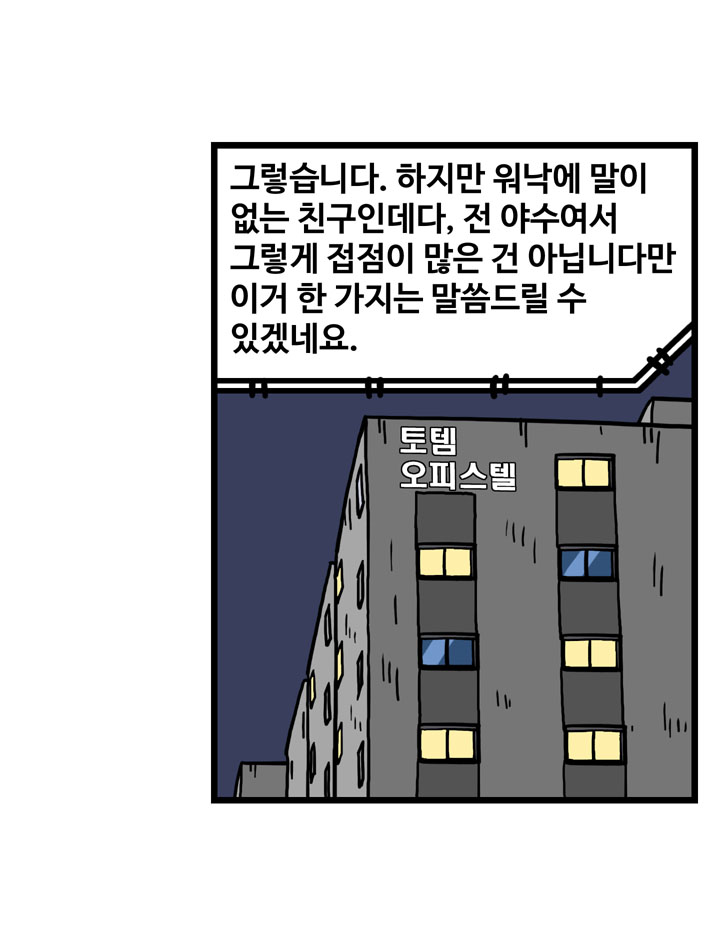 그렇습니다. 하지만 워낙에 말이
없는 친구인데다, 전 야수여서
그렇게 접점이 많은 건 아닙니다만
이거 한 가지는 말씀드릴 수
있겠네요.
토템
오피스텔